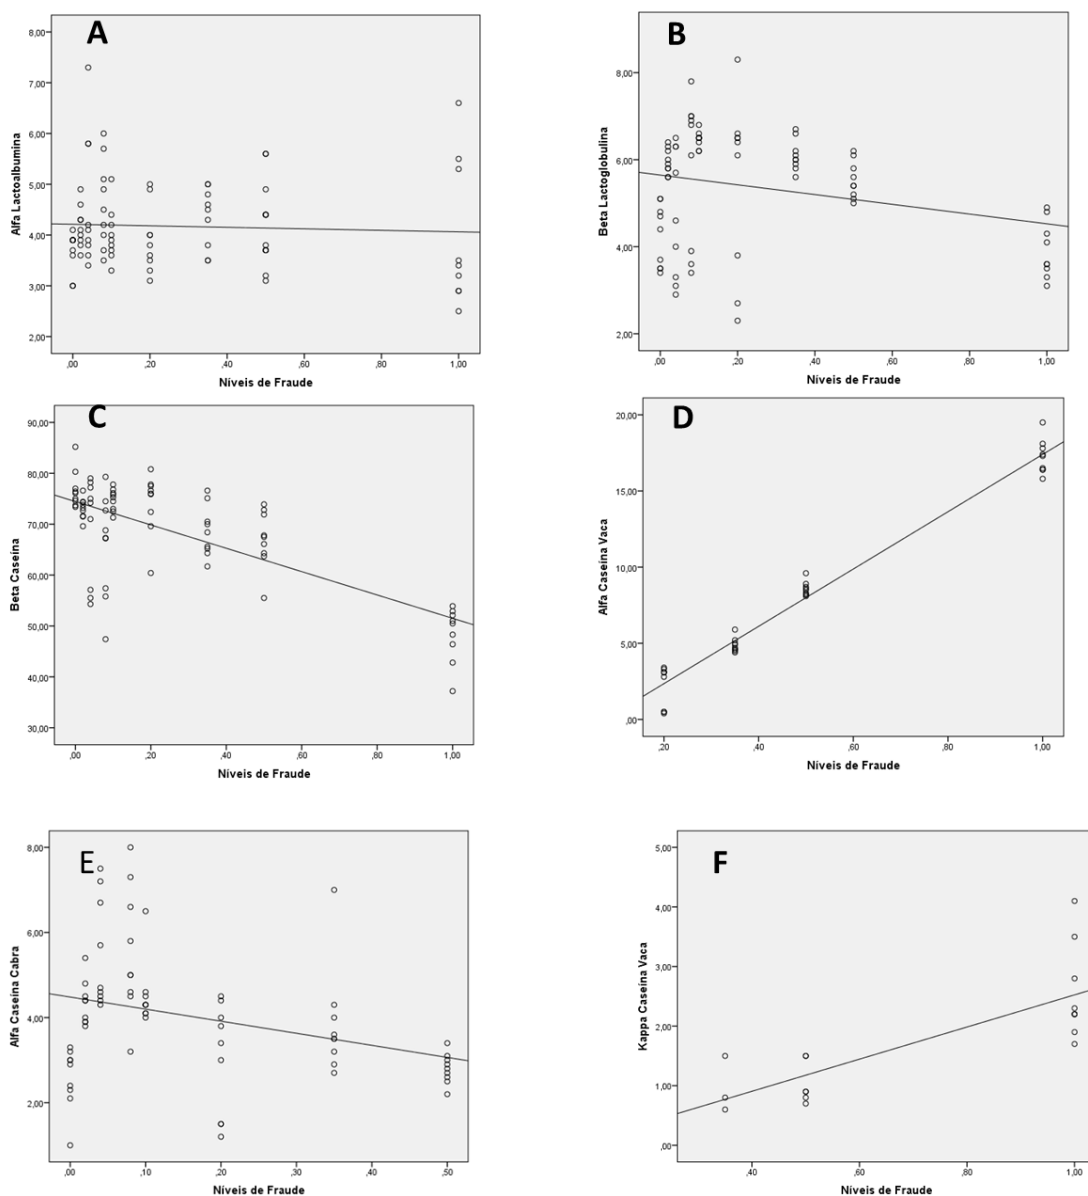 A
Alfa Lactoalbumina
8,00
7,00
6,00
5,00
4,00
3,00
2,00
,00 ,20 ,40 ,60 ,80 1,00
Níveis de Fraude
B
Beta Lactoglobulina
8,00
6,00
4,00
2,00
,00 ,20 ,40 ,60 ,80 1,00
Níveis de Fraude
C
Beta Caseína
90,00
80,00
70,00
60,00
50,00
40,00
30,00
,00 ,20 ,40 ,60 ,80 1,00
Níveis de Fraude
D
Alfa Caseína Vaca
20,00
15,00
10,00
5,00
,00
,20 ,40 ,60 ,80 1,00
Níveis de Fraude
E
Alfa Caseína Cabra
8,00
6,00
4,00
2,00
,00 ,10 ,20 ,30 ,40 ,50
Níveis de Fraude
F
Kappa Caseína Vaca
5,00
4,00
3,00
2,00
1,00
,00
,40 ,60 ,80 1,00
Níveis de Fraude